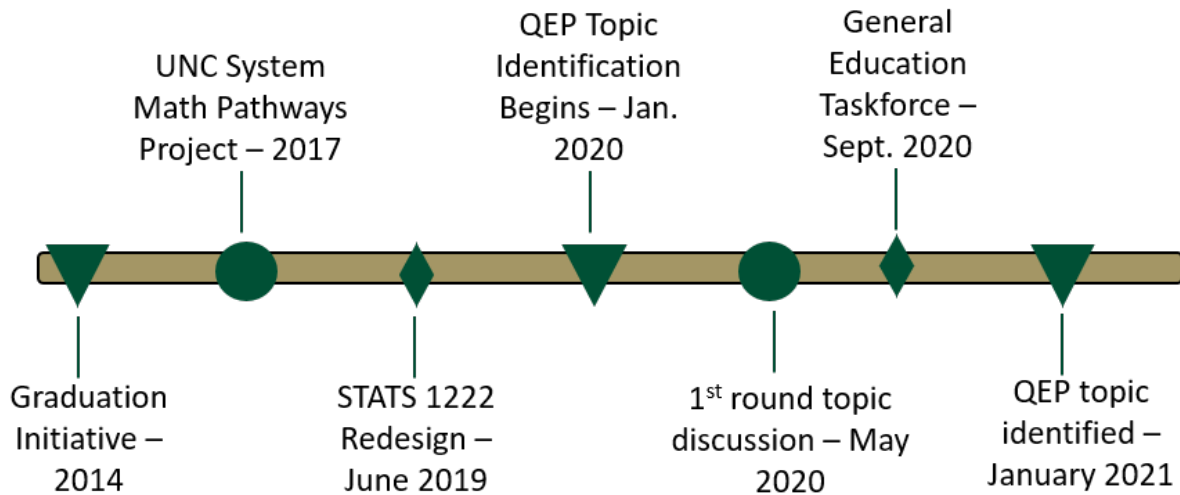 UNC System
Math Pathways
Project – 2017
QEP Topic
Identification
Begins – Jan.
2020
General
Education
Taskforce –
Sept. 2020
Graduation
Initiative –
2014
STATS 1222
Redesign –
June 2019
1st round topic
discussion – May
2020
QEP topic
identified –
January 2021